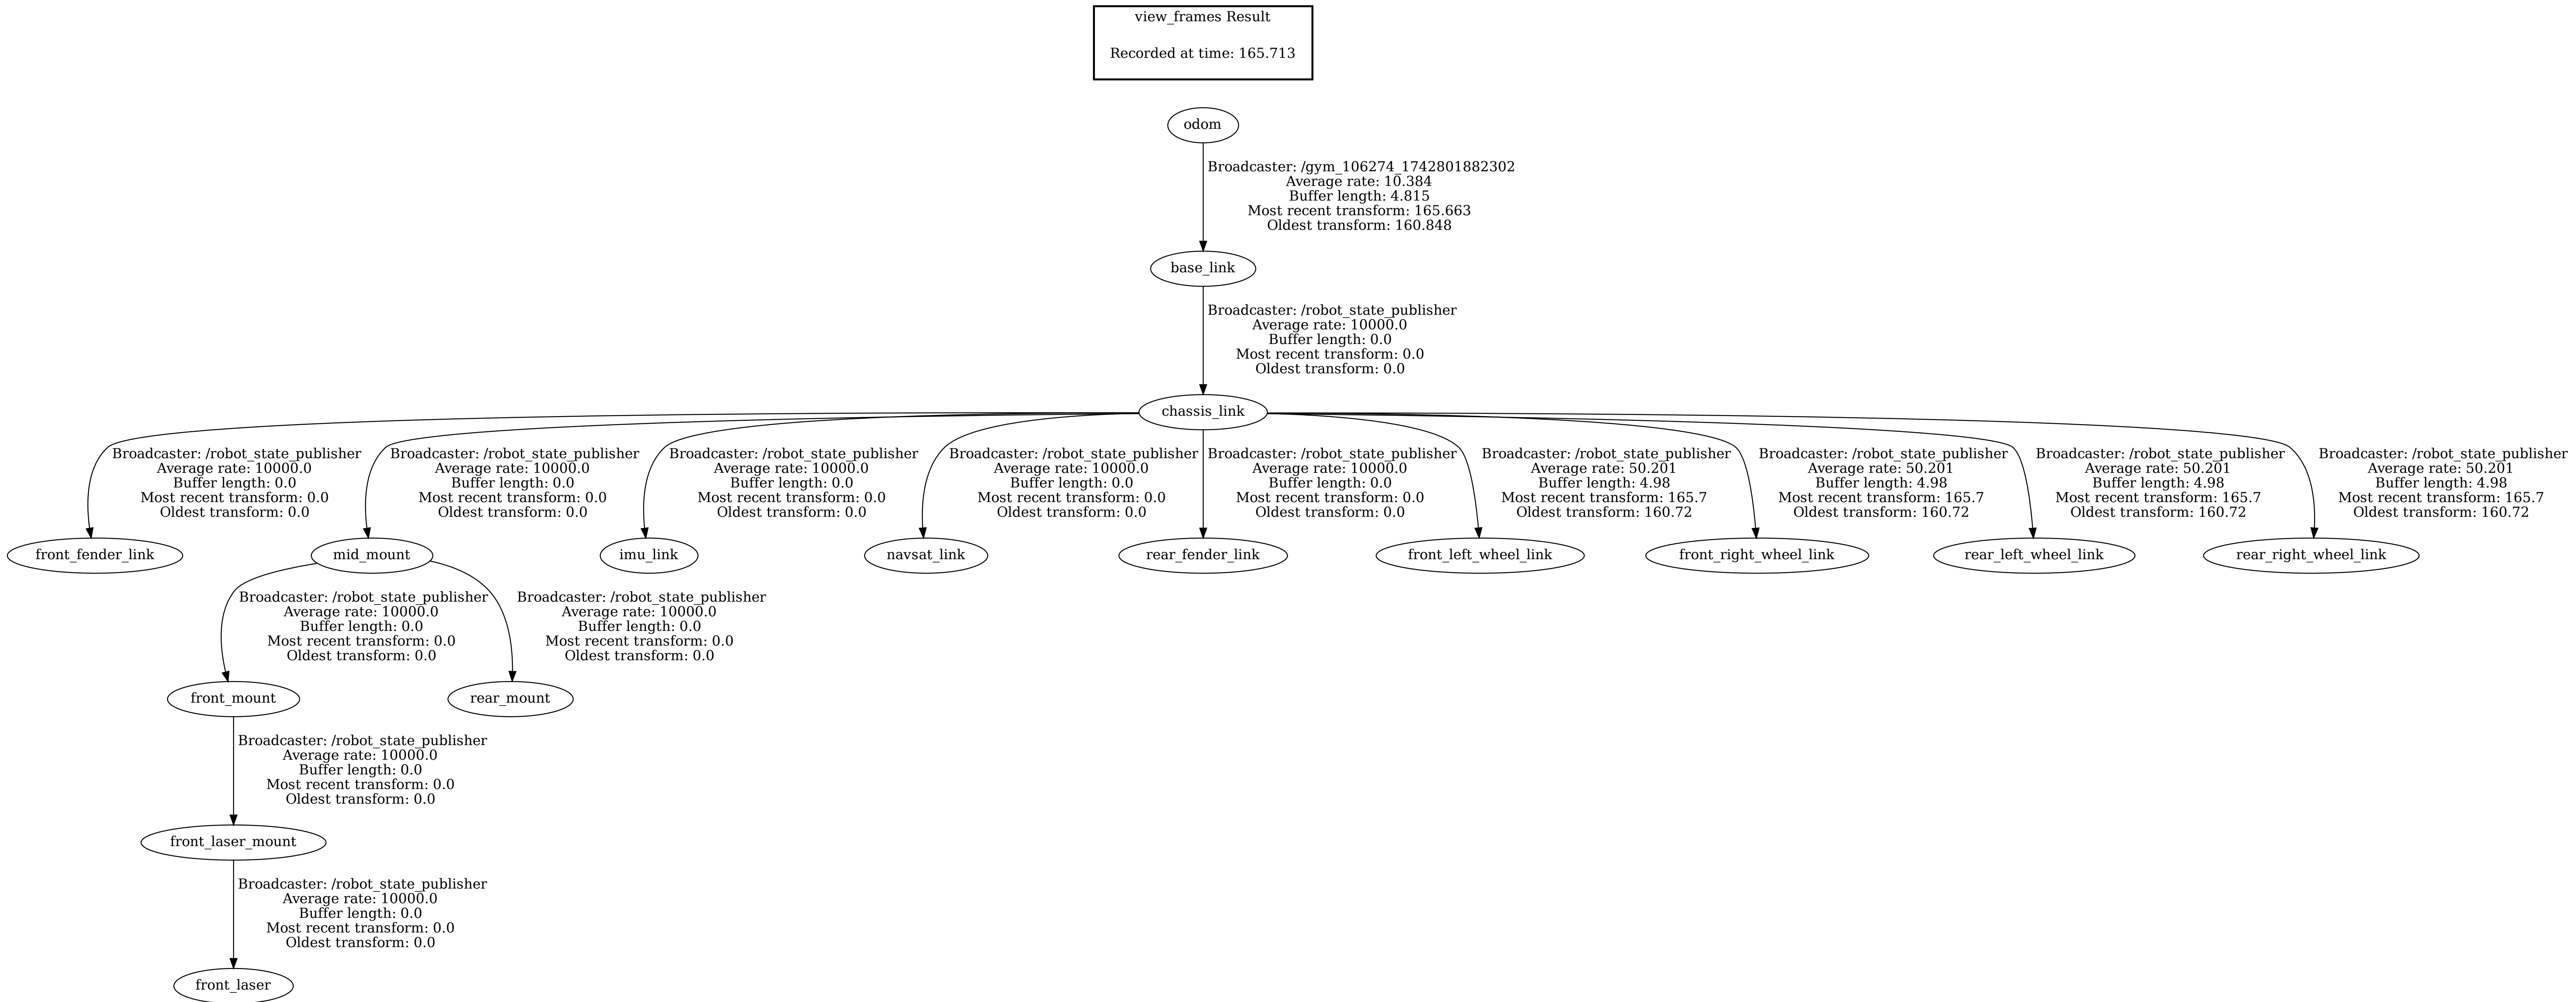 view_frames Result
Recorded at time: 165.713
odom
Broadcaster: /gym_106274_1742801882302
Average rate: 10.384
Buffer length: 4.815
Most recent transform: 165.663
Oldest transform: 160.848
base_link
Broadcaster: /robot_state_publisher
Average rate: 10000.0
Buffer length: 0.0
Most recent transform: 0.0
Oldest transform: 0.0
chassis_link
Broadcaster: /robot_state_publisher
Average rate: 10000.0
Buffer length: 0.0
Most recent transform: 0.0
Oldest transform: 0.0
Broadcaster: /robot_state_publisher
Average rate: 10000.0
Buffer length: 0.0
Most recent transform: 0.0
Oldest transform: 0.0
Broadcaster: /robot_state_publisher
Average rate: 10000.0
Buffer length: 0.0
Most recent transform: 0.0
Oldest transform: 0.0
Broadcaster: /robot_state_publisher
Average rate: 10000.0
Buffer length: 0.0
Most recent transform: 0.0
Oldest transform: 0.0
Broadcaster: /robot_state_publisher
Average rate: 10000.0
Buffer length: 0.0
Most recent transform: 0.0
Oldest transform: 0.0
Broadcaster: /robot_state_publisher
Average rate: 50.201
Buffer length: 4.98
Most recent transform: 165.7
Oldest transform: 160.72
Broadcaster: /robot_state_publisher
Average rate: 50.201
Buffer length: 4.98
Most recent transform: 165.7
Oldest transform: 160.72
Broadcaster: /robot_state_publisher
Average rate: 50.201
Buffer length: 4.98
Most recent transform: 165.7
Oldest transform: 160.72
Broadcaster: /robot_state_publisher
Average rate: 50.201
Buffer length: 4.98
Most recent transform: 165.7
Oldest transform: 160.72
front_fender_link
mid_mount
imu_link
navsat_link
rear_fender_link
front_left_wheel_link
front_right_wheel_link
rear_left_wheel_link
rear_right_wheel_link
Broadcaster: /robot_state_publisher
Average rate: 10000.0
Buffer length: 0.0
Most recent transform: 0.0
Oldest transform: 0.0
Broadcaster: /robot_state_publisher
Average rate: 10000.0
Buffer length: 0.0
Most recent transform: 0.0
Oldest transform: 0.0
front_mount
rear_mount
Broadcaster: /robot_state_publisher
Average rate: 10000.0
Buffer length: 0.0
Most recent transform: 0.0
Oldest transform: 0.0
front_laser_mount
Broadcaster: /robot_state_publisher
Average rate: 10000.0
Buffer length: 0.0
Most recent transform: 0.0
Oldest transform: 0.0
front_laser